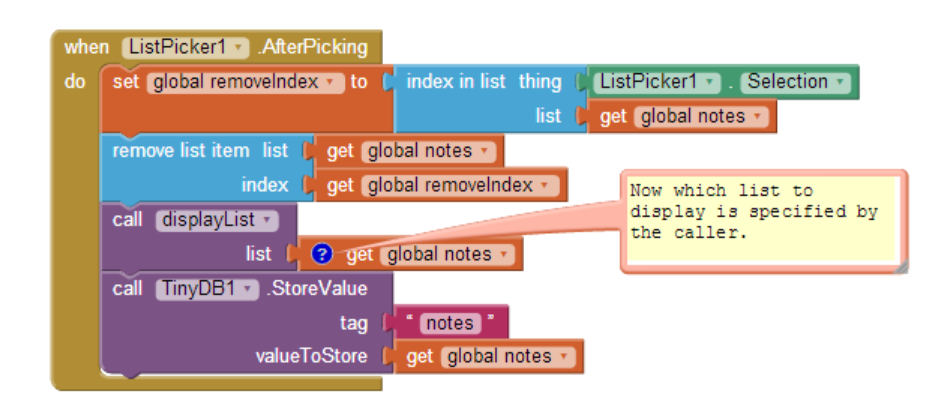 when ListPicker1 .AfterPicking
do set global removeIndex to index in list thing ListPicker1 . Selection
list get global notes
remove list item list get global notes
index get global removeIndex
call displayList
list ? get global notes
call TinyDB1 .StoreValue
tag " notes "
valueToStore get global notes
Now which list to
display is specified by
the caller.